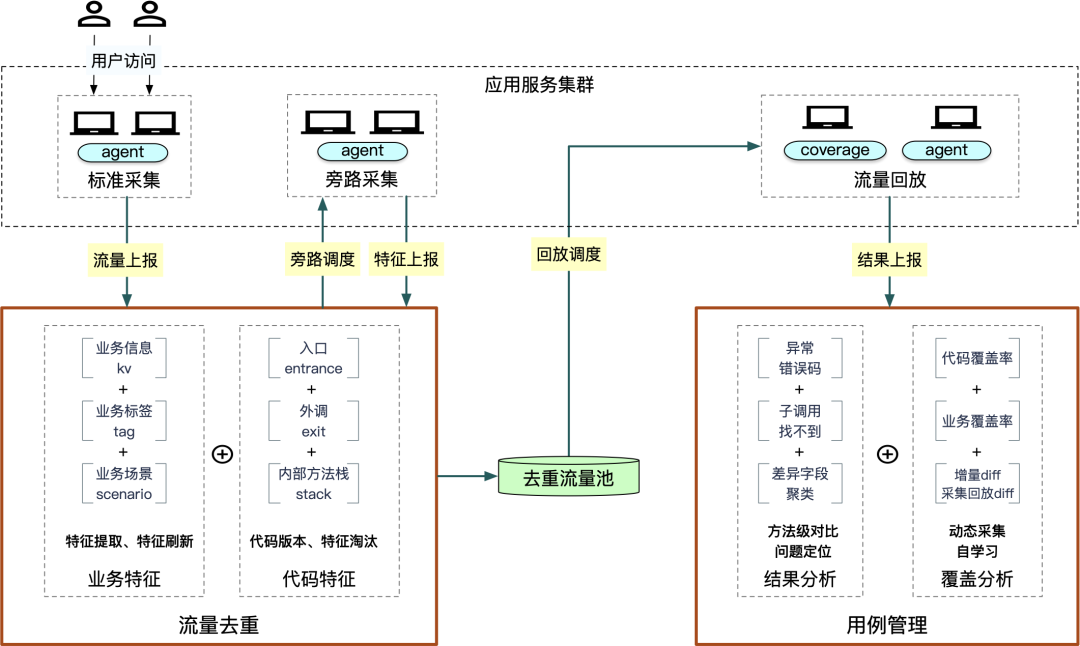 用户访问
应用服务集群
agent
标准采集
agent
旁路采集
coverage
agent
流量回放
流量上报
旁路调度
特征上报
回放调度
结果上报
业务信息
kv
+
业务标签
tag
+
业务场景
scenario
特征提取、特征刷新
业务特征
入口
entrance
+
外调
exit
+
内部方法栈
stack
代码版本、特征淘汰
代码特征
流量去重
去重流量池
异常
错误码
+
子调用
找不到
+
差异字段
聚类
方法级对比
问题定位
结果分析
代码覆盖率
+
业务覆盖率
+
增量diff
采集回放diff
动态采集
自学习
覆盖分析
用例管理